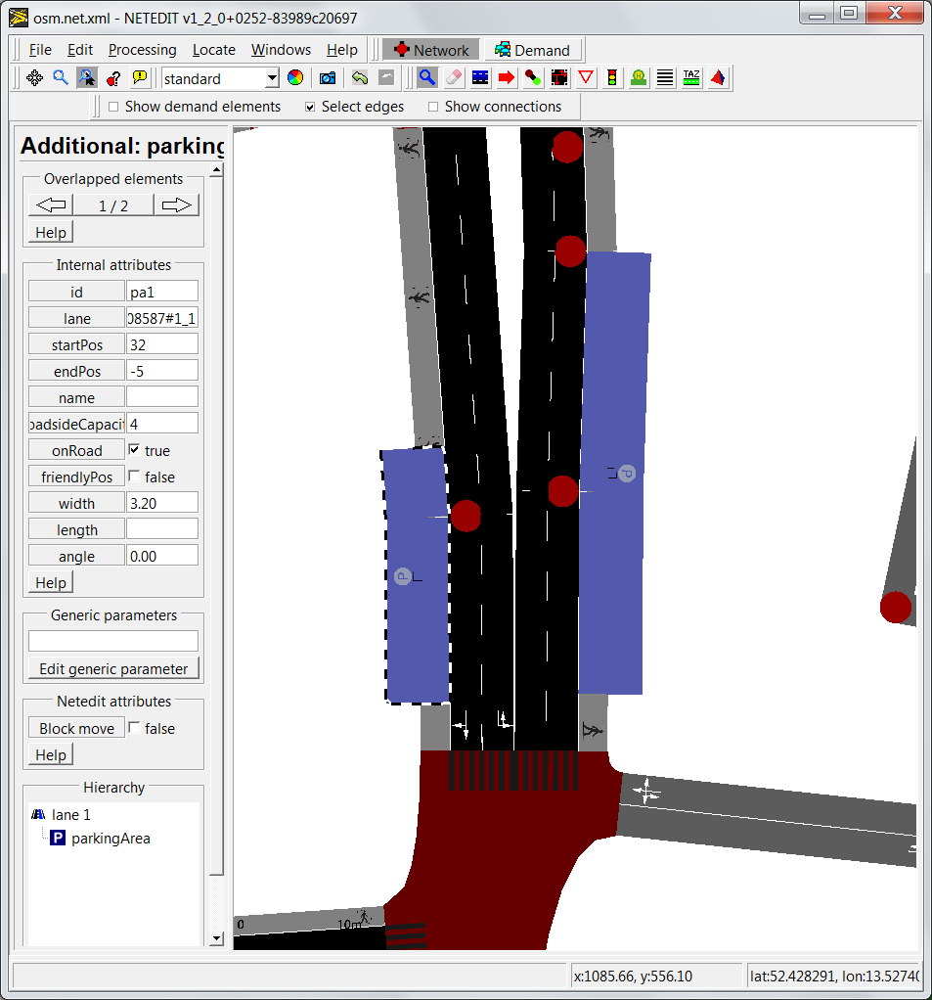 osm.net.xml - NETEDIT v1_2_0+0252-83989c20697
File Edit Processing Locate Windows Help Network Demand
standard
Show demand elements Select edges Show connections
Additional: parking
Overlapped elements
1 / 2
Help
Internal attributes
id pa1
lane 08587#1_1
startPos 32
endPos -5
name
oadsideCapacit 4
onRoad true
friendlyPos false
width 3.20
length
angle 0.00
Help
Generic parameters
Edit generic parameter
Netedit attributes
Block move false
Help
Hierarchy
lane 1
P parkingArea
P
P
0 10m
x:1085.66, y:556.10 lat:52.428291, lon:13.52740